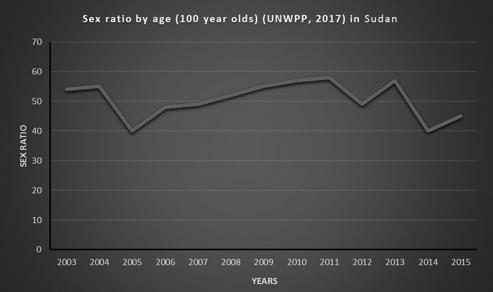 Sex ratio by age (100 year olds) (UNWPP, 2017) in Sudan
70
60
50
40
30
20
10
0
SEX RATIO
2003 2004 2005 2006 2007 2008 2009 2010 2011 2012 2013 2014 2015
YEARS